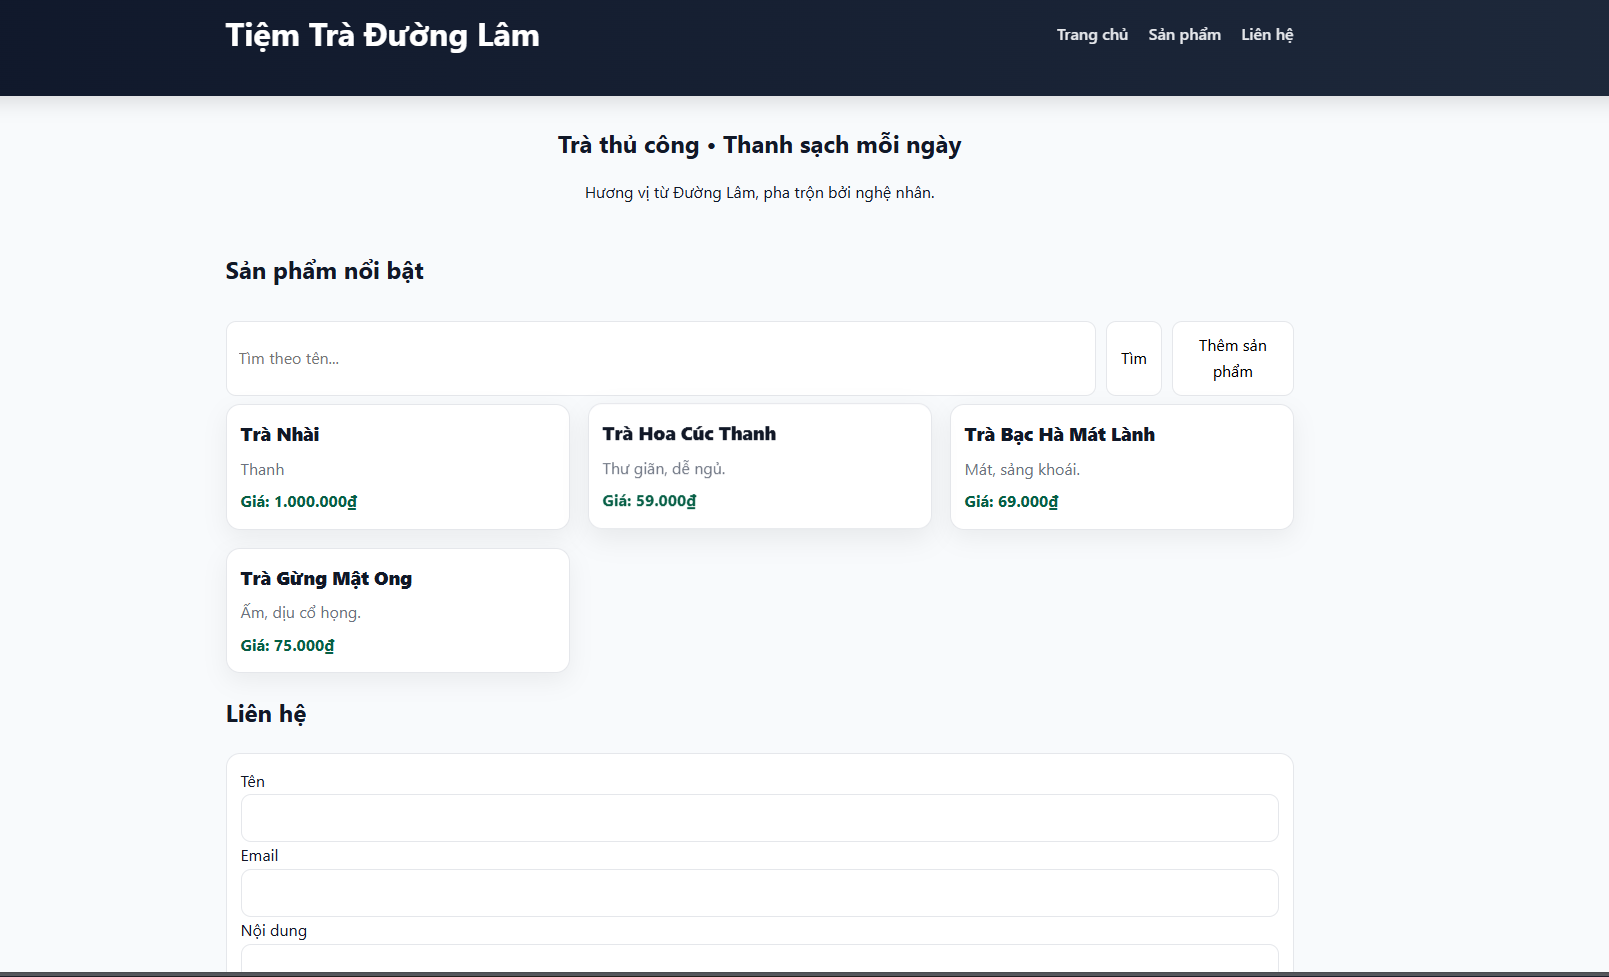 Tiệm Trà Đường Lâm
Trang chủ Sản phẩm Liên hệ
Trà thủ công • Thanh sạch mỗi ngày
Hương vị từ Đường Lâm, pha trộn bởi nghệ nhân.
Sản phẩm nổi bật
Tìm theo tên...
Tìm
Thêm sản
phẩm
Trà Nhài
Thanh
Giá: 1.000.000₫
Trà Hoa Cúc Thanh
Thư giãn, dễ ngủ.
Giá: 59.000₫
Trà Bạc Hà Mát Lành
Mát, sảng khoái.
Giá: 69.000₫
Trà Gừng Mật Ong
Ấm, dịu cổ họng.
Giá: 75.000₫
Liên hệ
Tên
Email
Nội dung